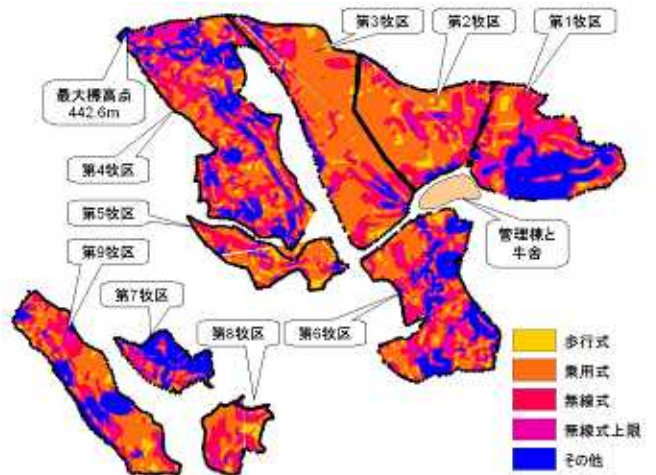 第3牧区
第2牧区
第1牧区
最大標高点
442.6m
第4牧区
第5牧区
第9牧区
管理棟と
牛舎
第7牧区
第8牧区
第6牧区
歩行式
乗用式
無線式
無線式上限
その他